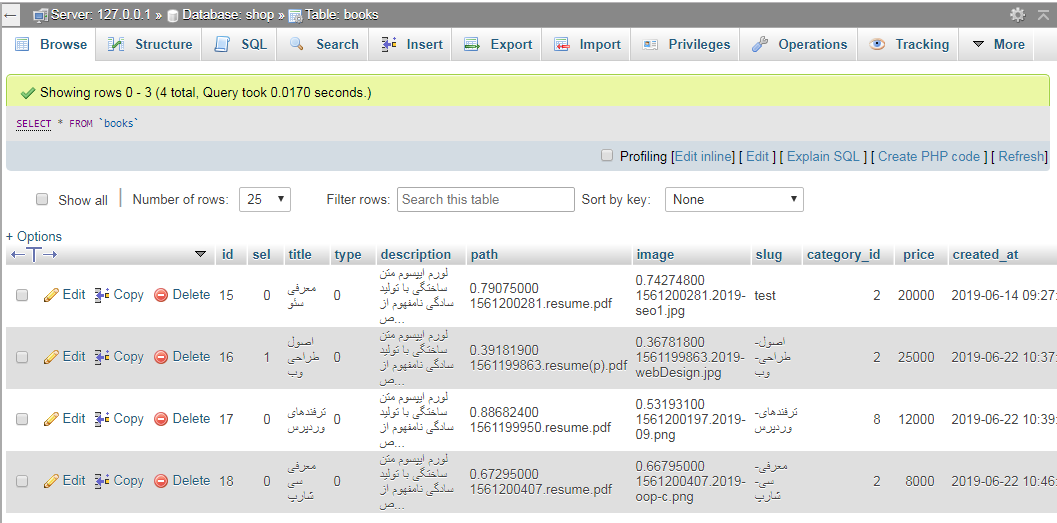 Server: 127.0.0.1 » Database: shop » Table: books
Browse Structure SQL Search Insert Export Import Privileges Operations Tracking More
Showing rows 0 - 3 (4 total, Query took 0.0170 seconds.)
SELECT * FROM `books`
Profiling [Edit inline] [ Edit ] [ Explain SQL ] [ Create PHP code ] [ Refresh]
Show all Number of rows: 25 Filter rows: Search this table Sort by key: None
+ Options
id sel title type description path image slug category_id price created_at
لورم ایپسوم متن
ساختگی با تولید
سادگی نامفهوم از
ص...
Edit Copy Delete 15 0
معرفی
سئو
0
0.79075000
1561200281.resume.pdf
0.74274800
1561200281.2019-
seo1.jpg
test 2 20000 2019-06-14 09:27:
Edit Copy Delete 16 1
اصول
طراحی
وب
0
لورم ایپسوم متن
ساختگی با تولید
سادگی نامفهوم از
ص...
0.39181900
1561199863.resume(p).pdf
0.36781800
1561199863.2019-
webDesign.jpg
اصول-
طراحی-
وب
2 25000 2019-06-22 10:37:
Edit Copy Delete 17 0
ترفندهای
وردپرس
0
لورم ایپسوم متن
ساختگی با تولید
سادگی نامفهوم از
ص...
0.88682400
1561199950.resume.pdf
0.53193100
1561200197.2019-
09.png
ترفندهای-
وردپرس
8 12000 2019-06-22 10:39:
Edit Copy Delete 18 0
معرفی
سی
شارپ
0
لورم ایپسوم متن
ساختگی با تولید
سادگی نامفهوم از
ص...
0.67295000
1561200407.resume.pdf
0.66795000
1561200407.2019-
oop-c.png
معرفی-
سی-
شارپ
2 8000 2019-06-22 10:46: